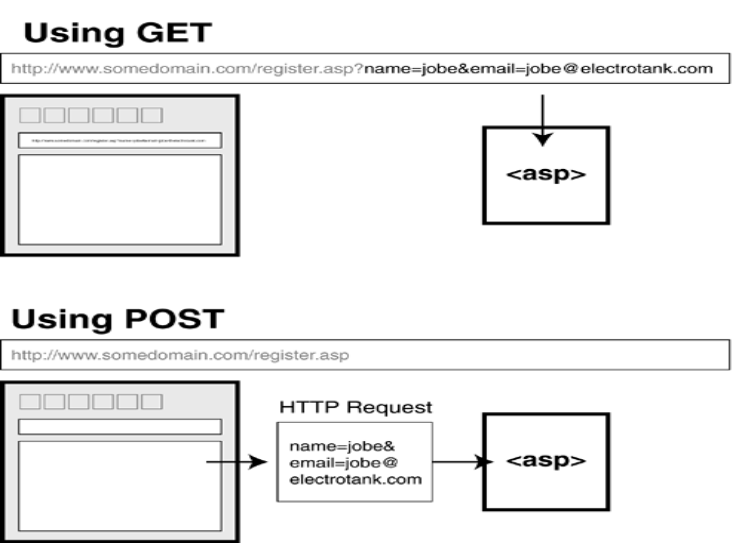 Using GET
http://www.somedomain.com/register.asp?name=jobe&email=jobe@electrotank.com
<asp>
Using POST
http://www.somedomain.com/register.asp
HTTP Request
name=jobe&
email=jobe@
electrotank.com
<asp>